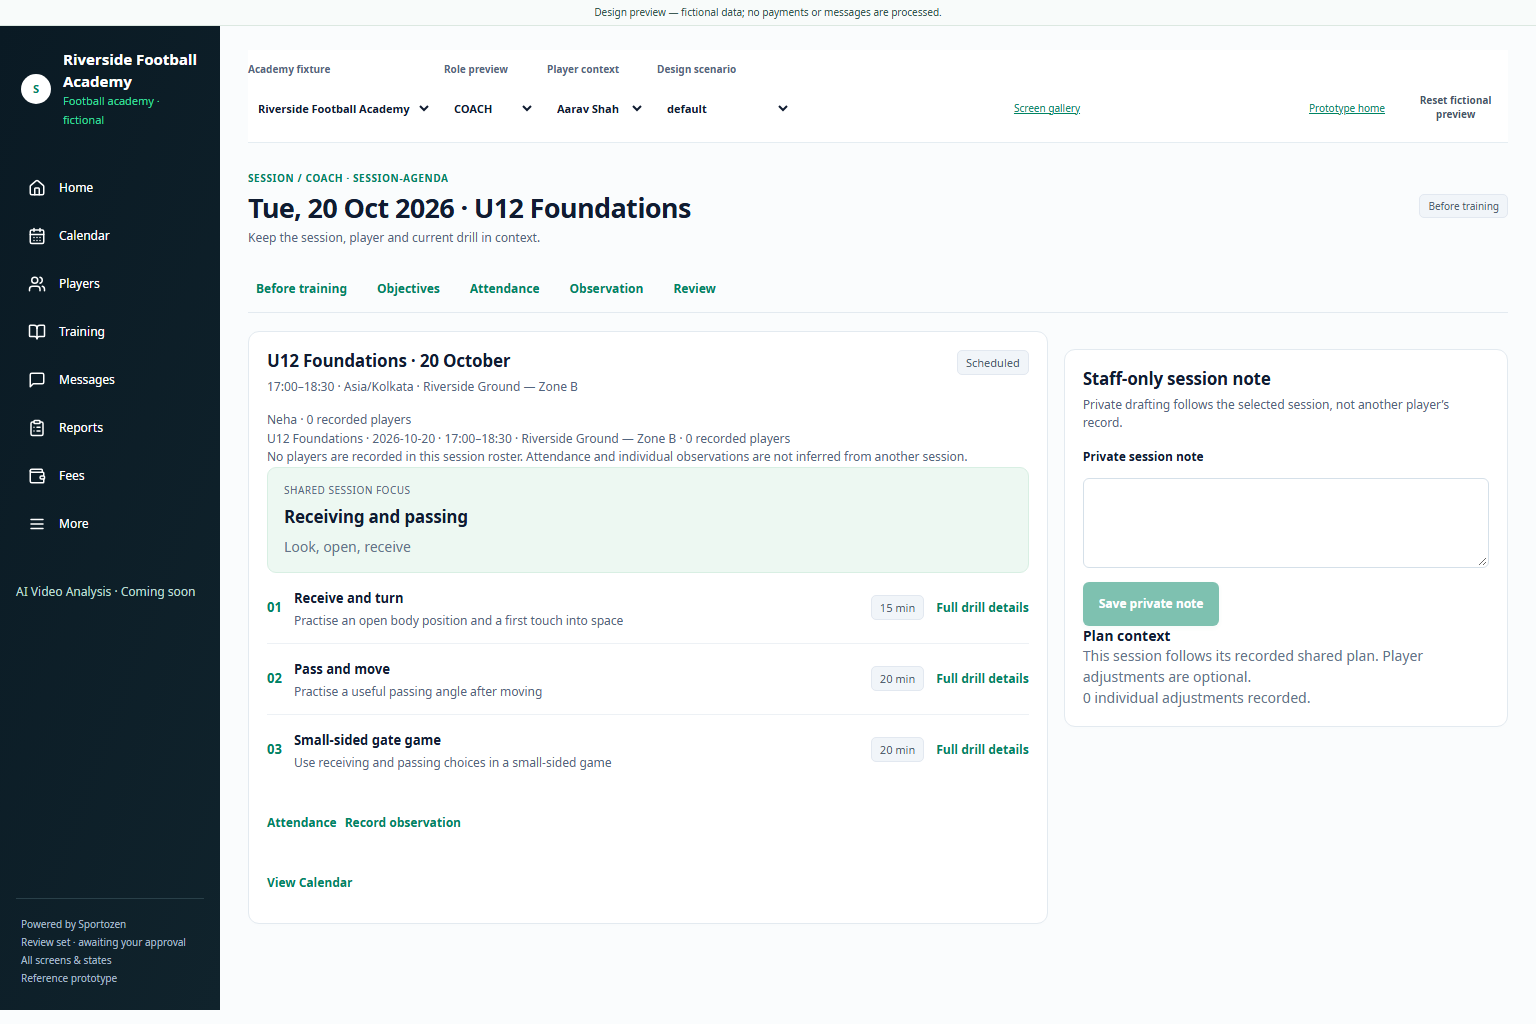 Design preview — fictional data; no payments or messages are processed.
S
Riverside Football
Academy
Football academy ·
fictional
Home
Calendar
Players
Training
Messages
Reports
Fees
More
AI Video Analysis · Coming soon
Powered by Sportozen
Review set · awaiting your approval
All screens & states
Reference prototype
Academy fixture
Role preview
Player context
Design scenario
Riverside Football Academy
COACH
Aarav Shah
default
Screen gallery
Prototype home
Reset fictional
preview
SESSION / COACH · SESSION-AGENDA
Tue, 20 Oct 2026 · U12 Foundations
Before training
Keep the session, player and current drill in context.
Before training
Objectives
Attendance
Observation
Review
U12 Foundations · 20 October
Scheduled
17:00–18:30 · Asia/Kolkata · Riverside Ground — Zone B
Neha · 0 recorded players
U12 Foundations · 2026-10-20 · 17:00–18:30 · Riverside Ground — Zone B · 0 recorded players
No players are recorded in this session roster. Attendance and individual observations are not inferred from another session.
SHARED SESSION FOCUS
Receiving and passing
Look, open, receive
01
Receive and turn
Practise an open body position and a first touch into space
15 min
Full drill details
02
Pass and move
Practise a useful passing angle after moving
20 min
Full drill details
03
Small-sided gate game
Use receiving and passing choices in a small-sided game
20 min
Full drill details
Attendance
Record observation
View Calendar
Staff-only session note
Private drafting follows the selected session, not another player's
record.
Private session note
Save private note
Plan context
This session follows its recorded shared plan. Player
adjustments are optional.
0 individual adjustments recorded.